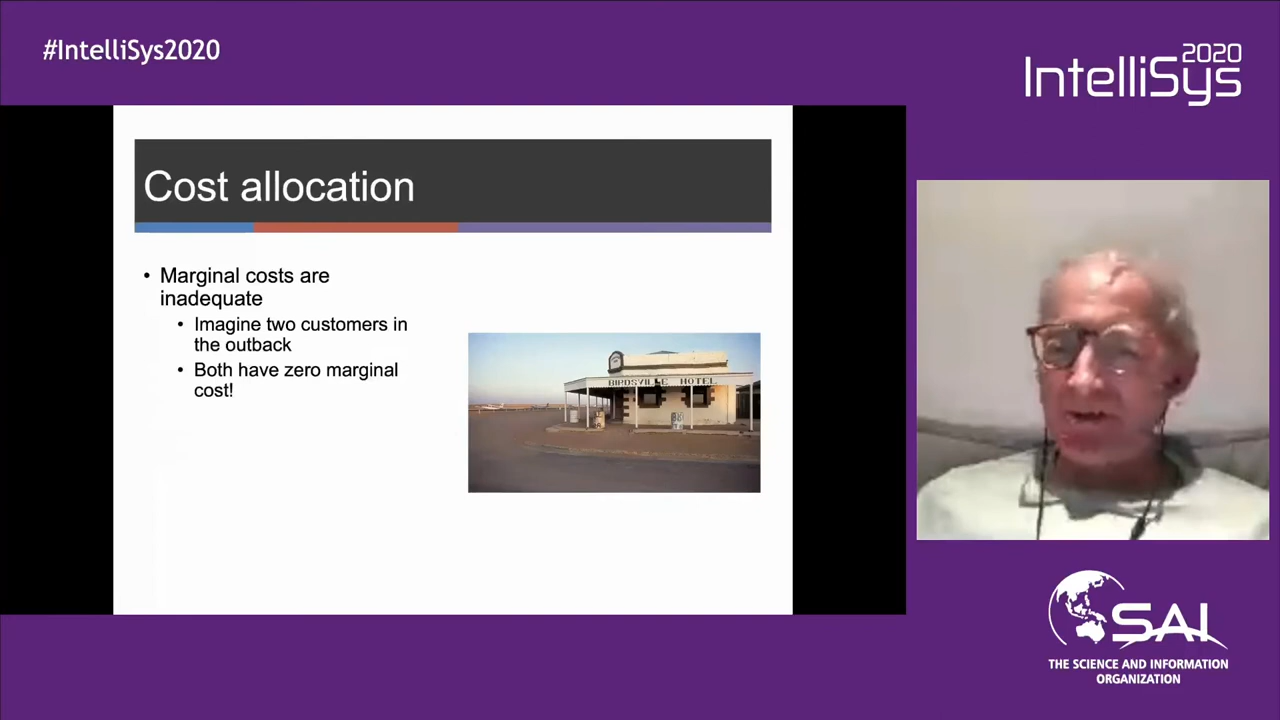 #IntelliSys2020
2020
IntelliSys
Cost allocation
• Marginal costs are
inadequate
• Imagine two customers in
the outback
• Both have zero marginal
cost!
BIRDSVILLE HOTEL
SAI
THE SCIENCE AND INFORMATION
ORGANIZATION